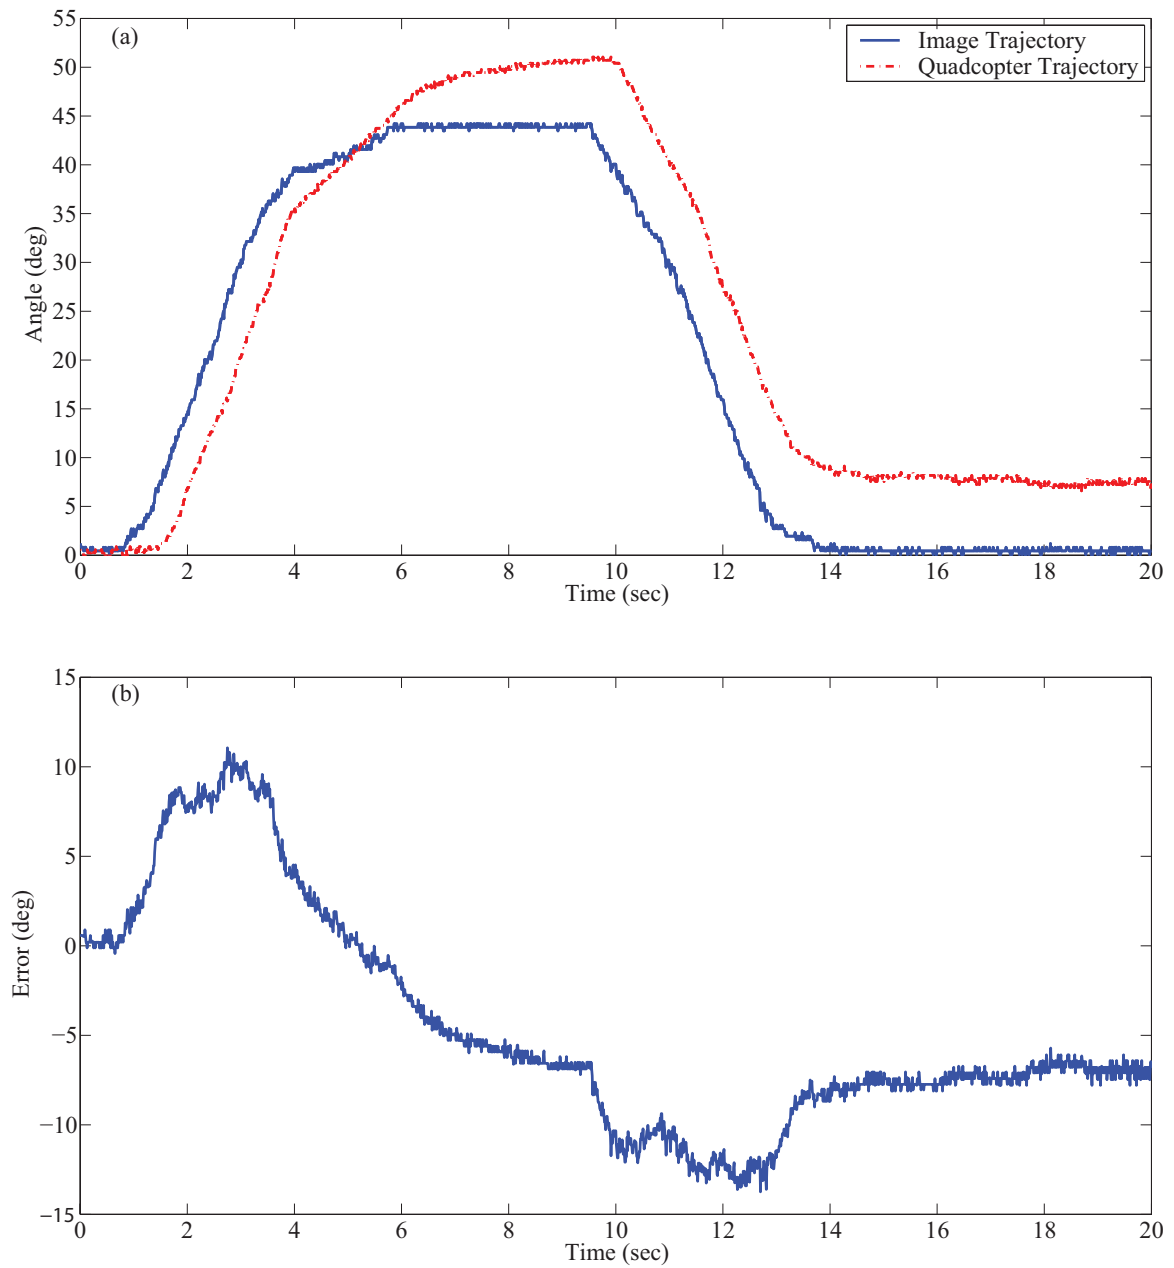 (a)
Image Trajectory
Quadcopter Trajectory
55
50
45
40
35
30
25
20
15
10
5
0
Angle (deg)
0 2 4 6 8 10 12 14 16 18 20
Time (sec)
(b)
15
10
5
0
−5
−10
−15
Error (deg)
0 2 4 6 8 10 12 14 16 18 20
Time (sec)